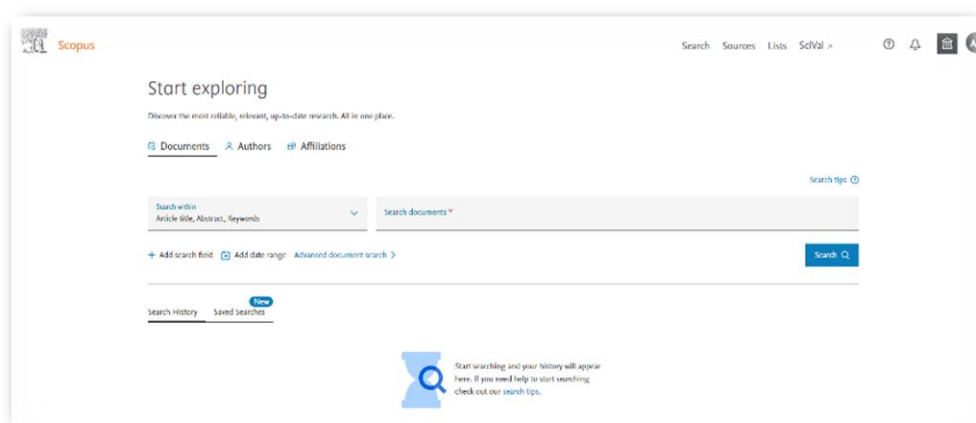 Scopus
Search Sources Lists SciVal ↗
Start exploring
Discover the most reliable, relevant, up-to-date research. All in one place.
Documents Authors Affiliations
Search tips
Search within
Article title, Abstract, Keywords
Search documents *
+ Add search field Add date range Advanced document search >
Search
New
Search History Saved Searches
Start searching and your history will appear
here. If you need help to start searching
check out our search tips.